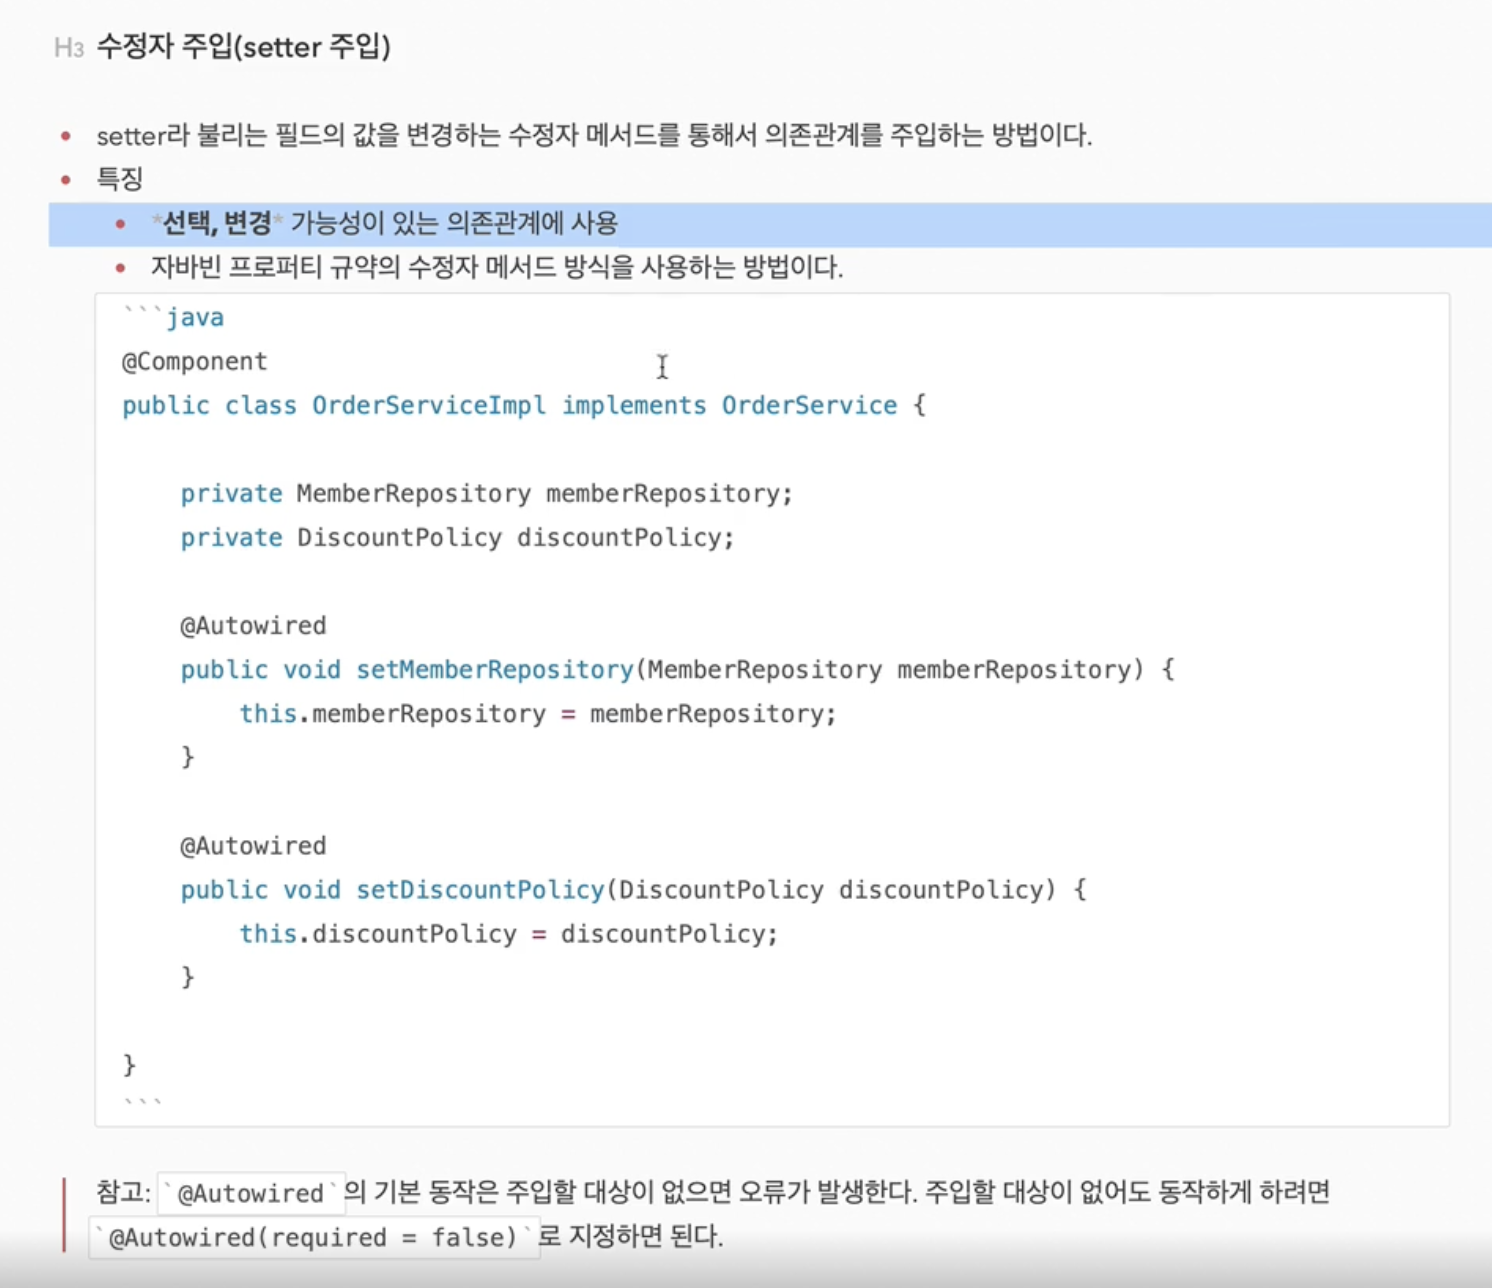 H3 수정자 주입(setter 주입)
• setter라 불리는 필드의 값을 변경하는 수정자 메서드를 통해서 의존관계를 주입하는 방법이다.
• 특징
• *선택, 변경* 가능성이 있는 의존관계에 사용
• 자바빈 프로퍼티 규약의 수정자 메서드 방식을 사용하는 방법이다.
```java
@Component
public class OrderServiceImpl implements OrderService {
private MemberRepository memberRepository;
private DiscountPolicy discountPolicy;
@Autowired
public void setMemberRepository(MemberRepository memberRepository) {
this.memberRepository = memberRepository;
}
@Autowired
public void setDiscountPolicy(DiscountPolicy discountPolicy) {
this.discountPolicy = discountPolicy;
}
}
```
참고: `@Autowired`의 기본 동작은 주입할 대상이 없으면 오류가 발생한다. 주입할 대상이 없어도 동작하게 하려면
`@Autowired(required = false)`로 지정하면 된다.